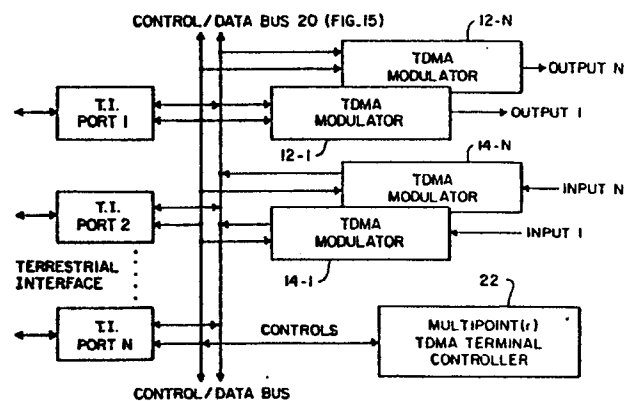 CONTROL/DATA BUS 20 (FIG.15)
12-N
TDMA
MODULATOR
OUTPUT N
T.I.
PORT 1
TDMA
MODULATOR
OUTPUT 1
12-1
14-N
TDMA
MODULATOR
INPUT N
T.I.
PORT 2
TDMA
MODULATOR
INPUT 1
14-1
TERRESTRIAL
INTERFACE
22
T.I.
PORT N
CONTROLS
MULTIPOINT(r)
TDMA TERMINAL
CONTROLLER
CONTROL/DATA BUS